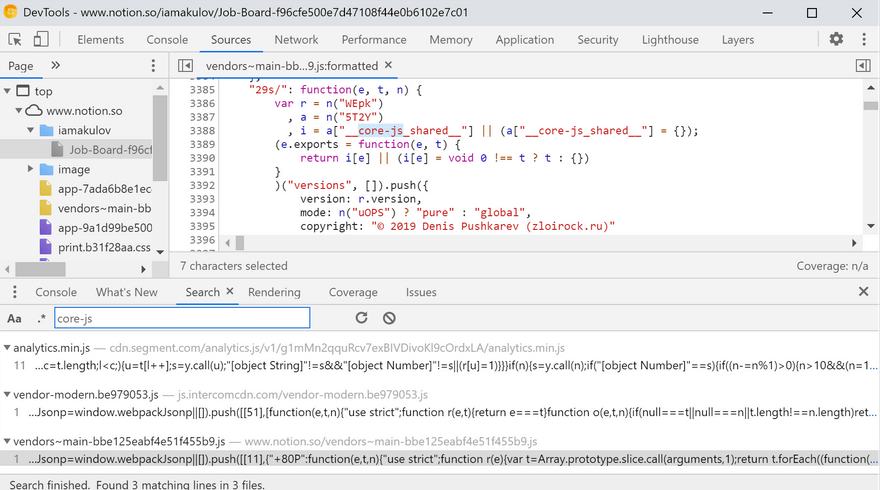 DevTools - www.notion.so/iamakulov/Job-Board-f96cfe500e7d47108f44e0b6102e7c01
Elements Console Sources Network Performance Memory Application Security Lighthouse Layers
Page » vendors~main-bb...9.js:formatted ×
top
www.notion.so
iamakulov
Job-Board-f96cf
image
app-7ada6b8e1ec
vendors~main-bb
app-9a1d99be500
print.b31f28aa.css
3385 "29s/": function(e, t, n) {
3386 var r = n("WEpk")
3387 , a = n("5T2Y")
3388 , i = a["__core-js_shared__"] || (a["__core-js_shared__"] = {});
3389 (e.exports = function(e, t) {
3390 return i[e] || (i[e] = void 0 !== t ? t : {})
3391 }
3392 )("versions", []).push({
3393 version: r.version,
3394 mode: n("uOPS") ? "pure" : "global",
3395 copyright: "© 2019 Denis Pushkarev (zloirock.ru)"
3396
7 characters selected Coverage: n/a
Console What's New Search × Rendering Coverage Issues
Aa .* core-js
analytics.min.js — cdn.segment.com/analytics.js/v1/g1mMn2qquRcv7exBIVDivoKl9cOrdxLA/analytics.min.js
11 ...c=t.length;l<c;){u=t[l++];s=y.call(u);"[object String]"!=s&&"[object Number]"!=s||(r[u]=1)}}}if(n){s=y.call(n);if("[object Number]"==s){if((n-=n%1)>0){n>10&&(n=1...
vendor-modern.be979053.js — js.intercomcdn.com/vendor-modern.be979053.js
1 ...Jsonp=window.webpackJsonp||[]).push([[51],[function(e,t,n){"use strict";function r(e,t){return e===t}function o(e,t,n){if(null===t||null===n||t.length!==n.length)ret...
vendors~main-bbe125eabf4e51f455b9.js — www.notion.so/vendors~main-bbe125eabf4e51f455b9.js
1 ...Jsonp=window.webpackJsonp||[]).push([[11],{"+80P":function(e,t,n){"use strict";function r(e){var t=Array.prototype.slice.call(arguments,1);return t.forEach((function(...
Search finished. Found 3 matching lines in 3 files.